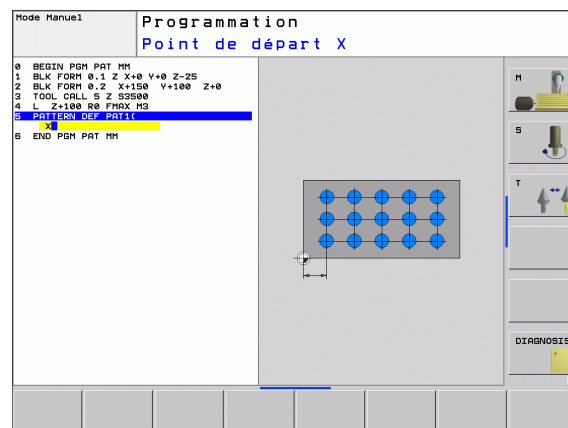 Mode Manuel
Programmation
Point de départ X
0 BEGIN PGM PAT MM
1 BLK FORM 0.1 Z X+0 Y+0 Z-25
2 BLK FORM 0.2 X+150 Y+100 Z+0
3 TOOL CALL 5 Z S3500
4 L Z+100 R0 FMAX M3
5 PATTERN DEF PAT1(
X
6 END PGM PAT MM
M
S
T
DIAGNOSIS